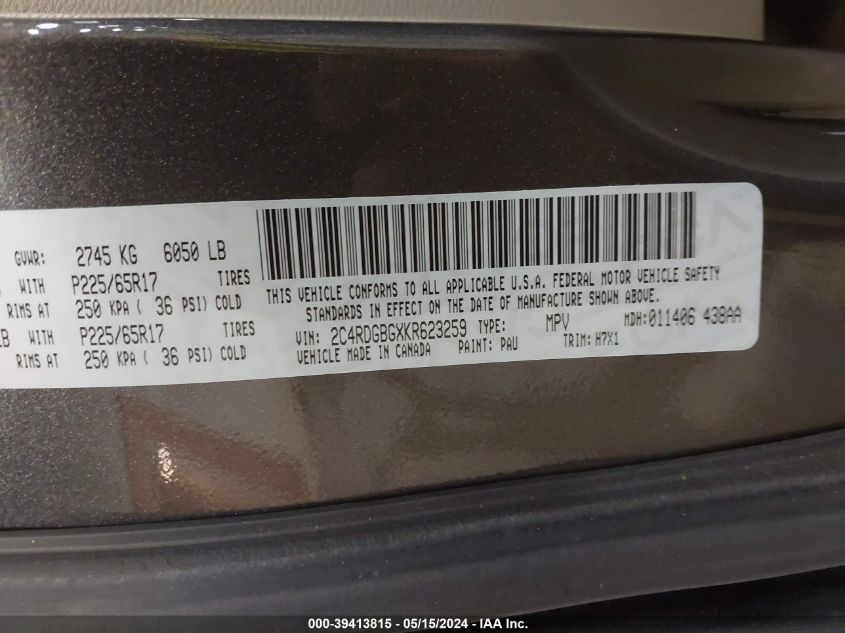 GVWR: 2745 KG 6050 LB
WITH P225/65R17 TIRES
RIMS AT 250 KPA ( 36 PSI) COLD
LB WITH P225/65R17 TIRES
RIMS AT 250 KPA ( 36 PSI) COLD
THIS VEHICLE CONFORMS TO ALL APPLICABLE U.S.A. FEDERAL MOTOR VEHICLE SAFETY
STANDARDS IN EFFECT ON THE DATE OF MANUFACTURE SHOWN ABOVE.
VIN: 2C4RDGBGXKR623259 TYPE: MPV MDH: 011406 438AA
VEHICLE MADE IN CANADA PAINT: PAU TRIM: H7X1
000-39413815 - 05/15/2024 - IAA Inc.